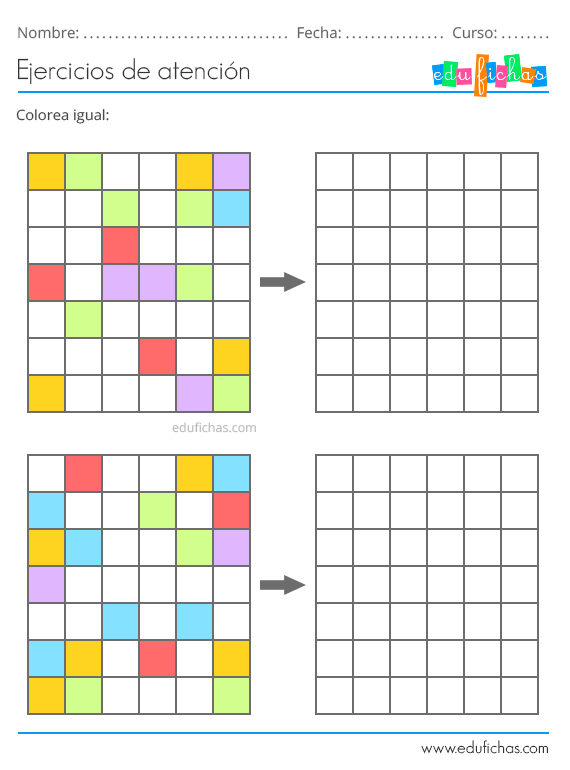 Nombre: ................................ Fecha: ................ Curso: ........
Ejercicios de atención
edufichas
Colorea igual:
edufichas.com
www.edufichas.com